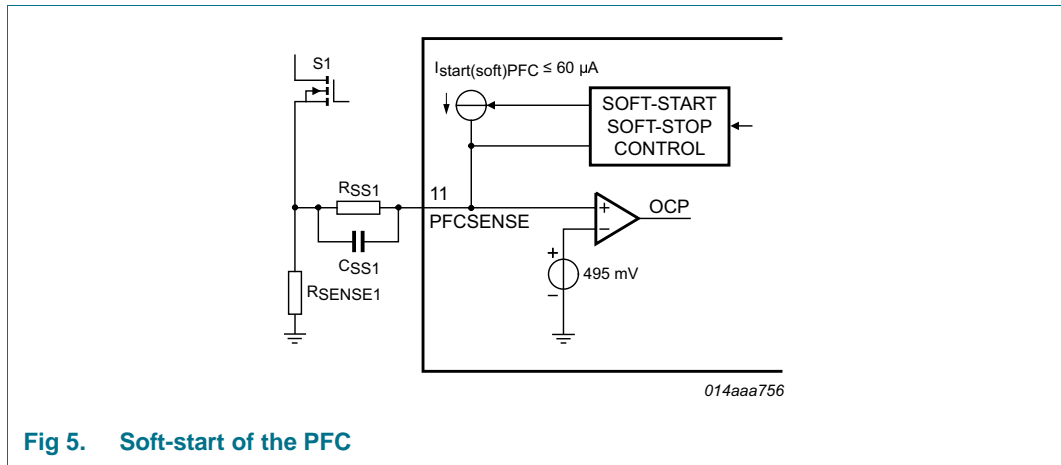 S1
Istart(soft)PFC ≤ 60 μA
SOFT-START
SOFT-STOP
CONTROL
RSS1
11
PFCSENSE
CSS1
RSENSE1
+
−
OCP
+
495 mV
−
014aaa756
Fig 5. Soft-start of the PFC